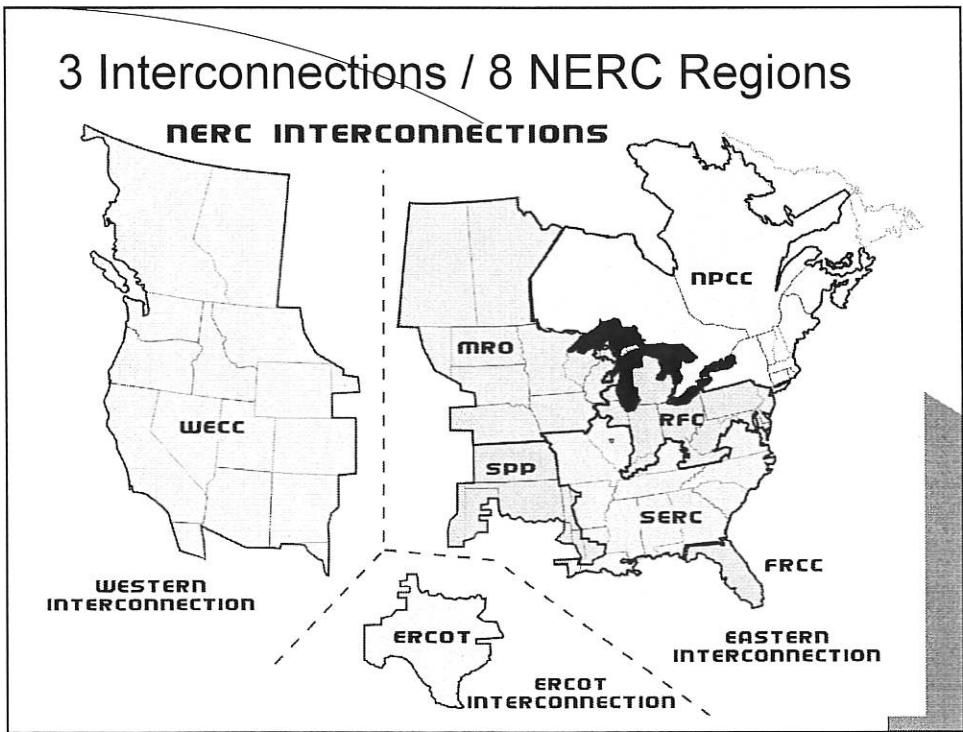 3 Interconnections / 8 NERC Regions
NERC INTERCONNECTIONS
NPCC
MRO
RFC
WECC
SPP
SERC
FRCC
WESTERN
INTERCONNECTION
ERCOT
EASTERN
INTERCONNECTION
ERCOT
INTERCONNECTION